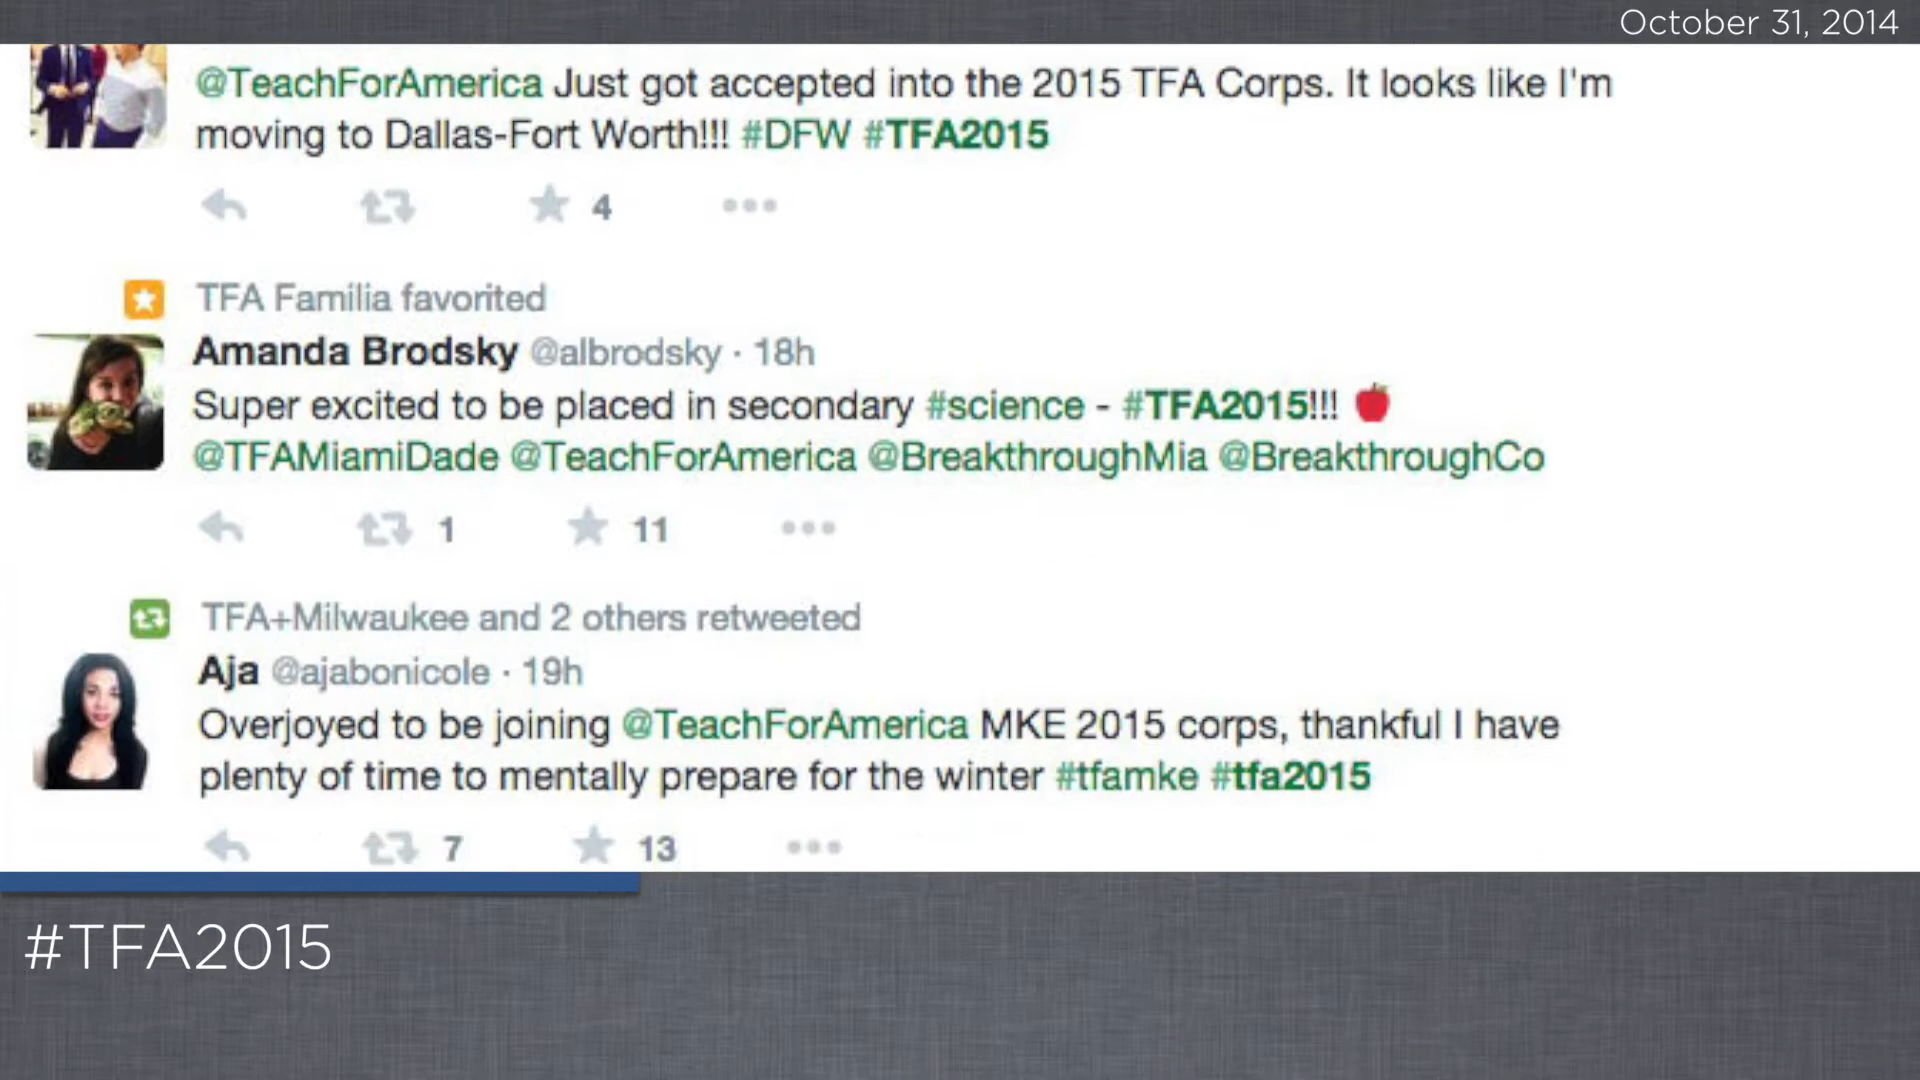 October 31, 2014
@TeachForAmerica Just got accepted into the 2015 TFA Corps. It looks like I'm
moving to Dallas-Fort Worth!!! #DFW #TFA2015
4
TFA Familia favorited
Amanda Brodsky @albrodsky · 18h
Super excited to be placed in secondary #science - #TFA2015!!!
@TFAMiamiDade @TeachForAmerica @BreakthroughMia @BreakthroughCo
1 11
TFA+Milwaukee and 2 others retweeted
Aja @ajabonicole · 19h
Overjoyed to be joining @TeachForAmerica MKE 2015 corps, thankful I have
plenty of time to mentally prepare for the winter #tfamke #tfa2015
7 13
#TFA2015